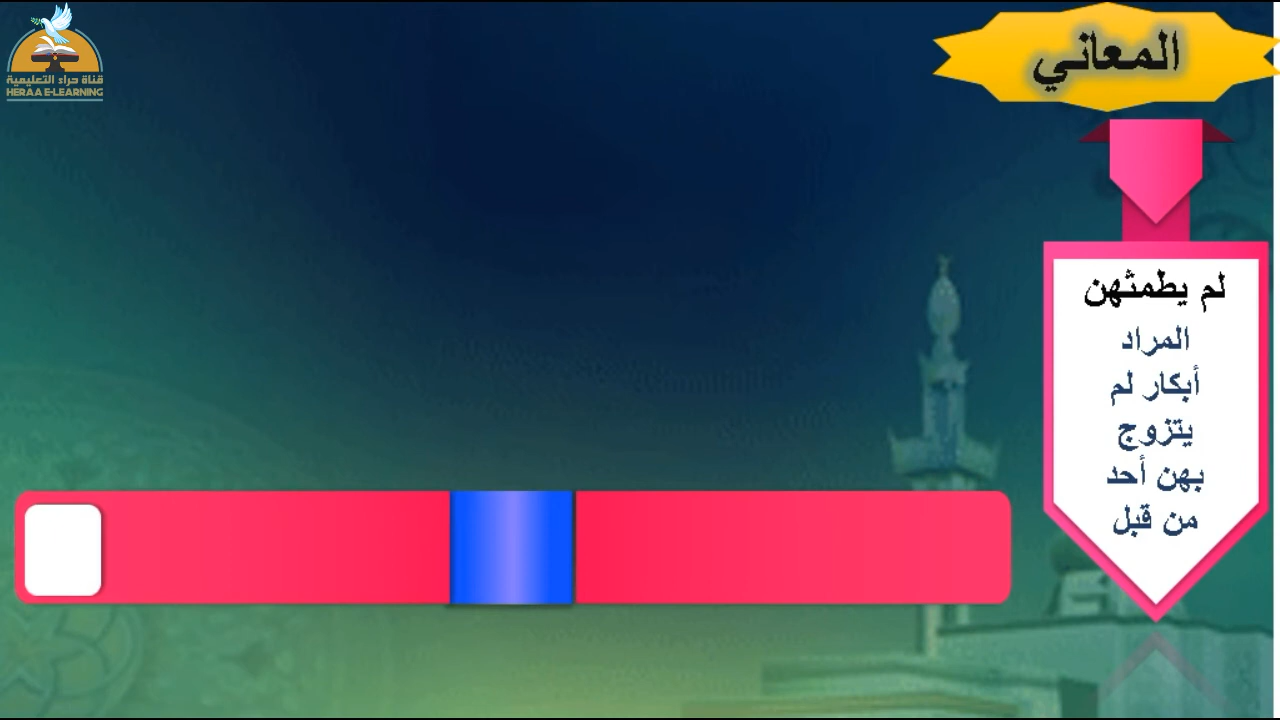 قناة حراء التعليمية
HERAA E-LEARNING
المعاني
لم يطمثهن
المراد
أبكار لم
يتزوج
بهن أحد
من قبل